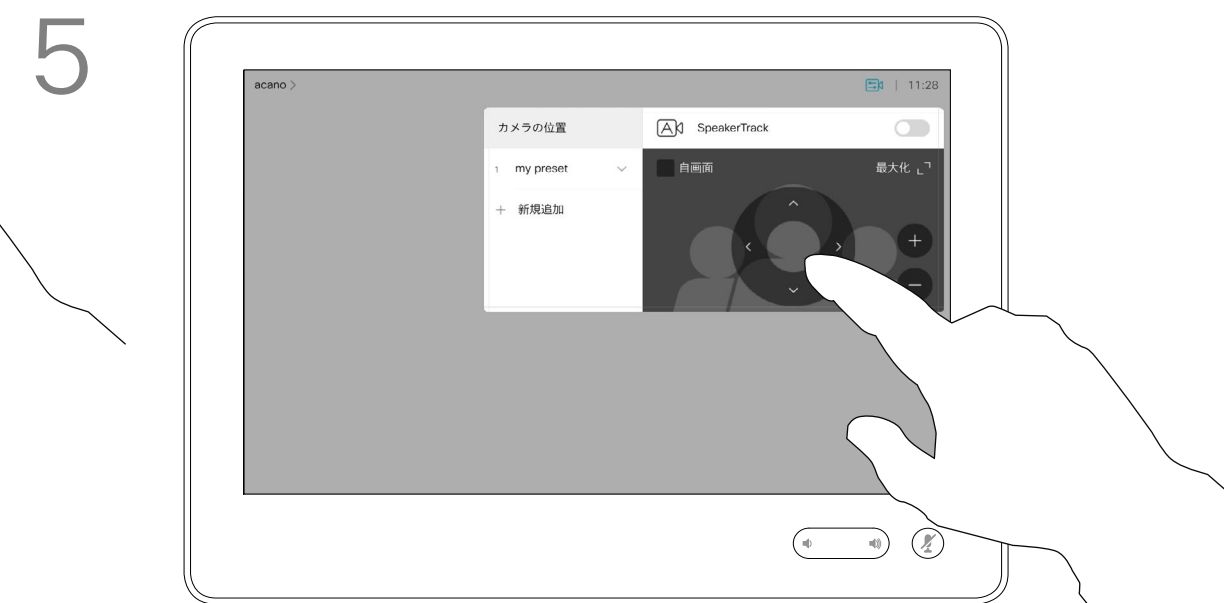 5
acano >
11:28
カメラの位置
SpeakerTrack
1 my preset
自画面
最大化
+ 新規追加